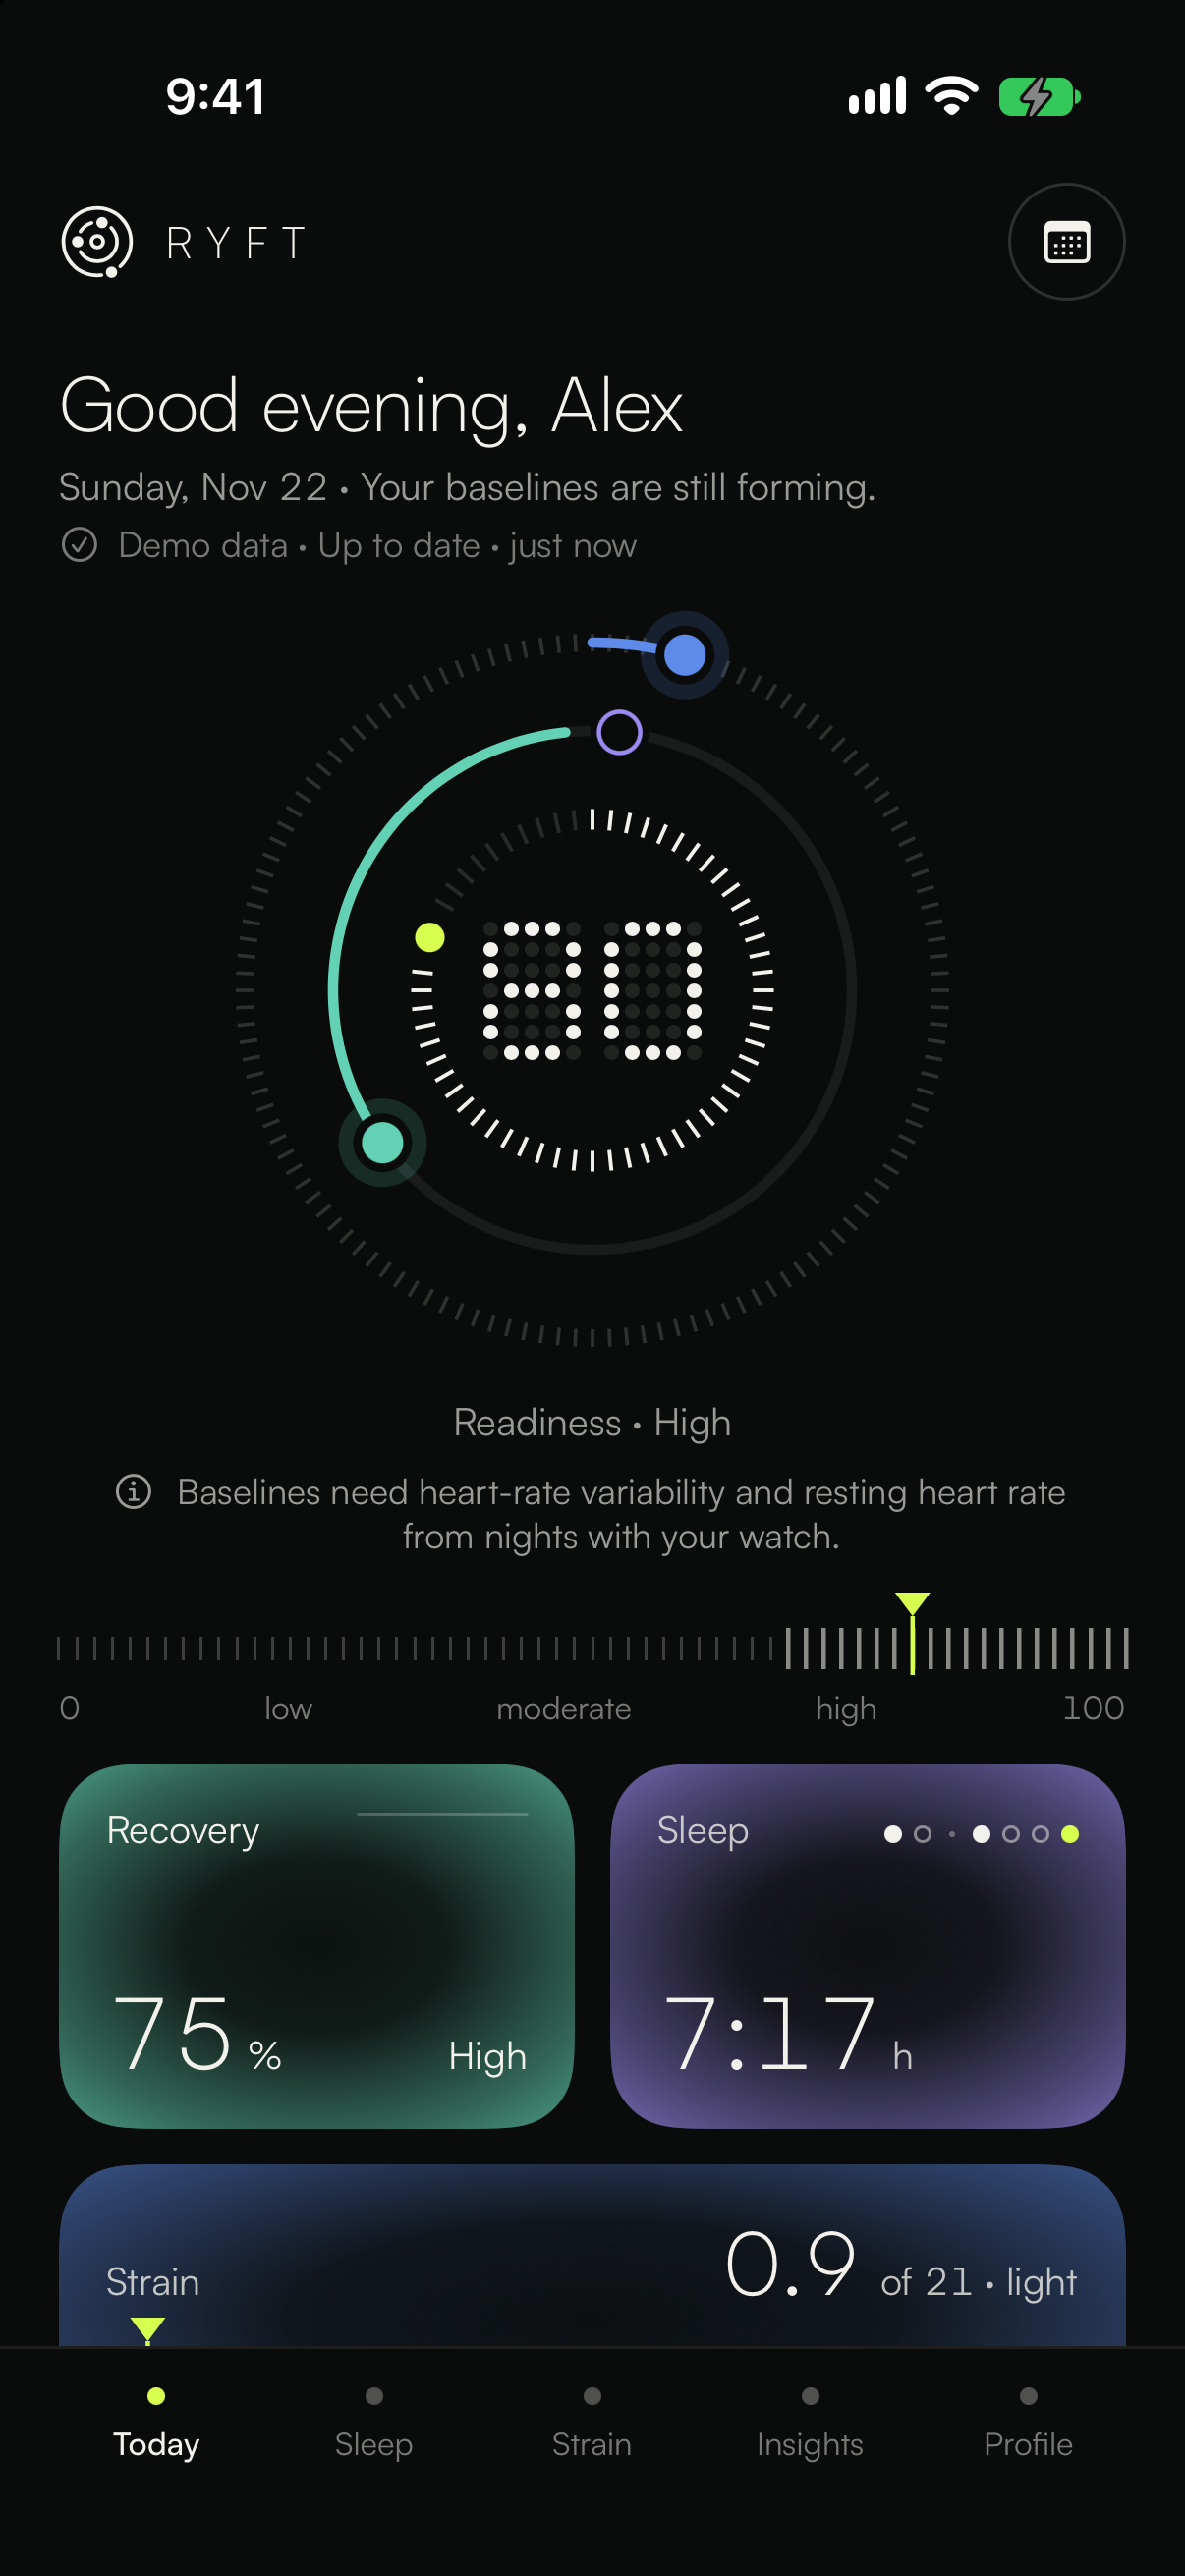 9:41
RYFT
Good evening, Alex
Sunday, Nov 22 · Your baselines are still forming.
Demo data · Up to date · just now
80
Readiness · High
Baselines need heart-rate variability and resting heart rate
from nights with your watch.
0 low moderate high 100
Recovery
75 % High
Sleep
7:17 h
Strain 0.9 of 21 · light
Today Sleep Strain Insights Profile